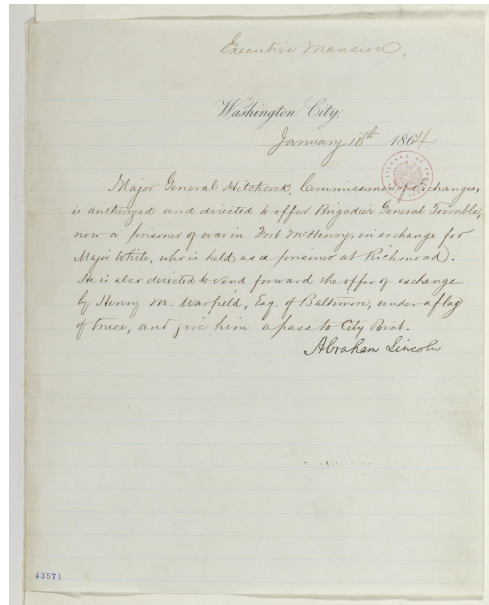 Executive Mansion,
Washington City,
January 10th 1864.
Major General Hitchcock, Commissioner of Exchanges,
is authorized and directed to offer Brigadier General Trimble,
now a prisoner of war in Fort McHenry, in exchange for
Major White, who is held as a prisoner at Richmond.
He is also directed to send forward the offer of exchange
by Henry M. Warfield, Esq. of Baltimore, under a flag
of truce, and give him a pass to City Point.
Abraham Lincoln
43571